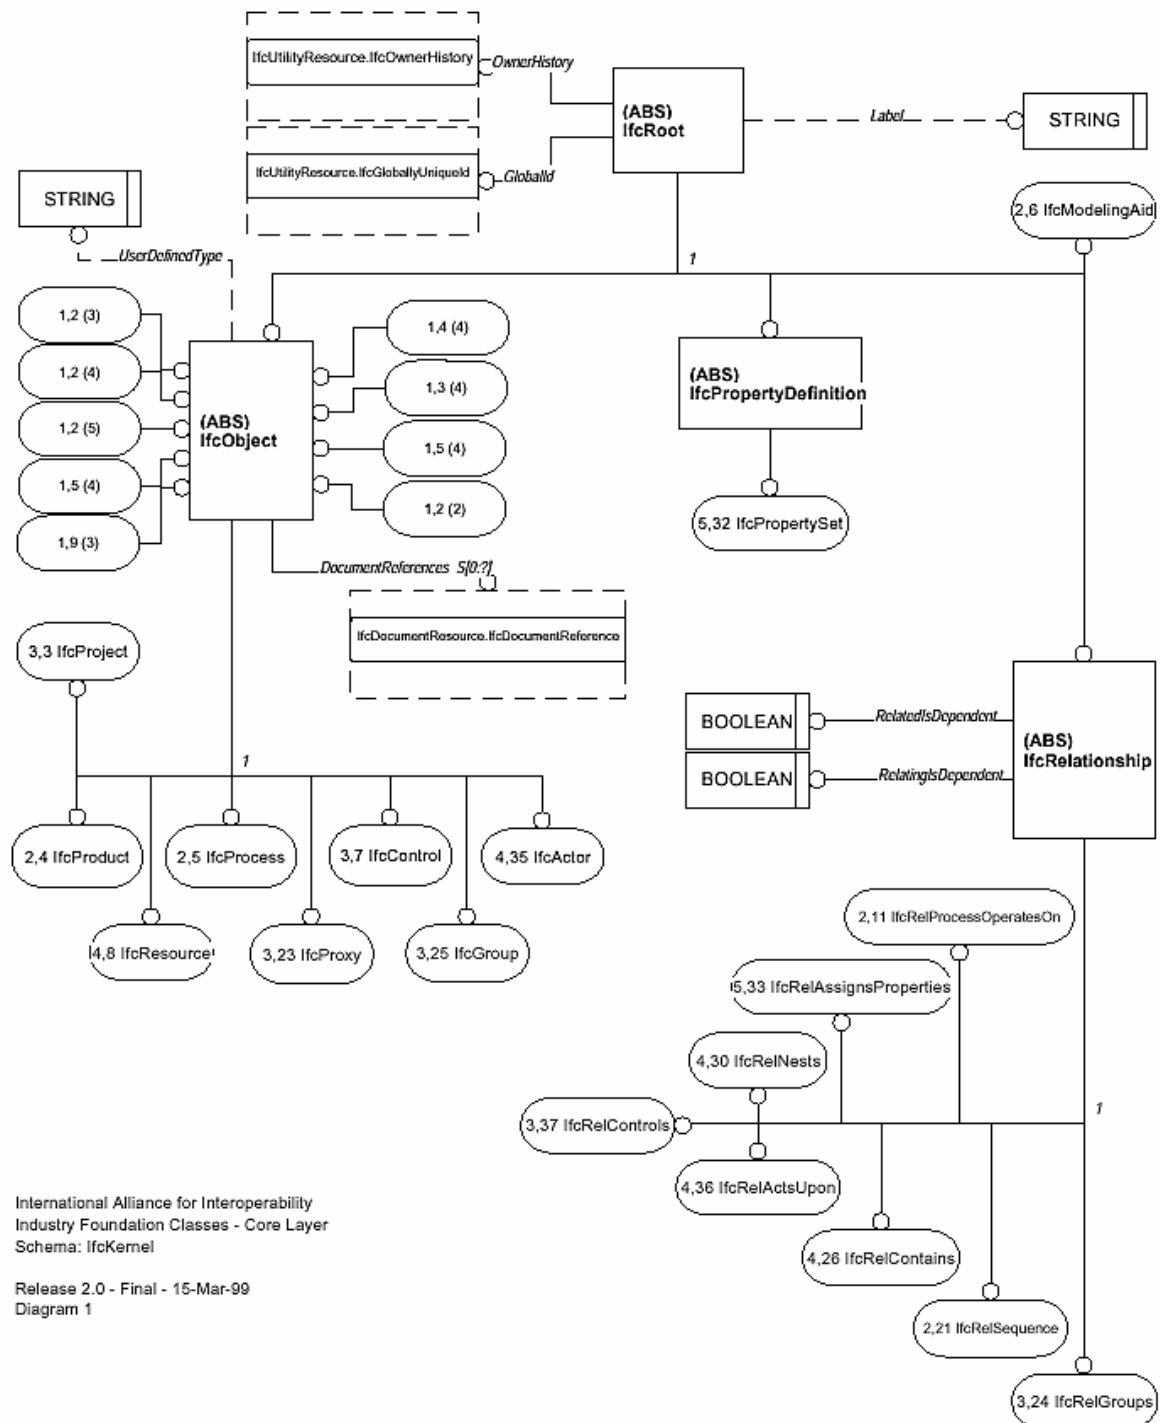 IfcUtilityResource.IfcOwnerHistory
OwnerHistory
(ABS)
IfcRoot
Label
STRING
IfcUtilityResource.IfcGloballyUniqueId
GlobalId
STRING
2,6 IfcModelingAid
UserDefinedType
1
1,2 (3)
1,4 (4)
1,2 (4)
1,3 (4)
(ABS)
IfcPropertyDefinition
1,2 (5)
(ABS)
IfcObject
1,5 (4)
1,5 (4)
1,2 (2)
5,32 IfcPropertySet
1,9 (3)
DocumentReferences S[0:?]
IfcDocumentResource.IfcDocumentReference
3,3 IfcProject
BOOLEAN
RelatedIsDependent
(ABS)
IfcRelationship
1
BOOLEAN
RelatingIsDependent
2,4 IfcProduct
2,5 IfcProcess
3,7 IfcControl
4,35 IfcActor
2,11 IfcRelProcessOperatesOn
4,8 IfcResource
3,23 IfcProxy
3,25 IfcGroup
5,33 IfcRelAssignsProperties
4,30 IfcRelNests
1
3,37 IfcRelControls
4,36 IfcRelActsUpon
4,26 IfcRelContains
2,21 IfcRelSequence
3,24 IfcRelGroups
International Alliance for Interoperability
Industry Foundation Classes - Core Layer
Schema: IfcKernel
Release 2.0 - Final - 15-Mar-99
Diagram 1